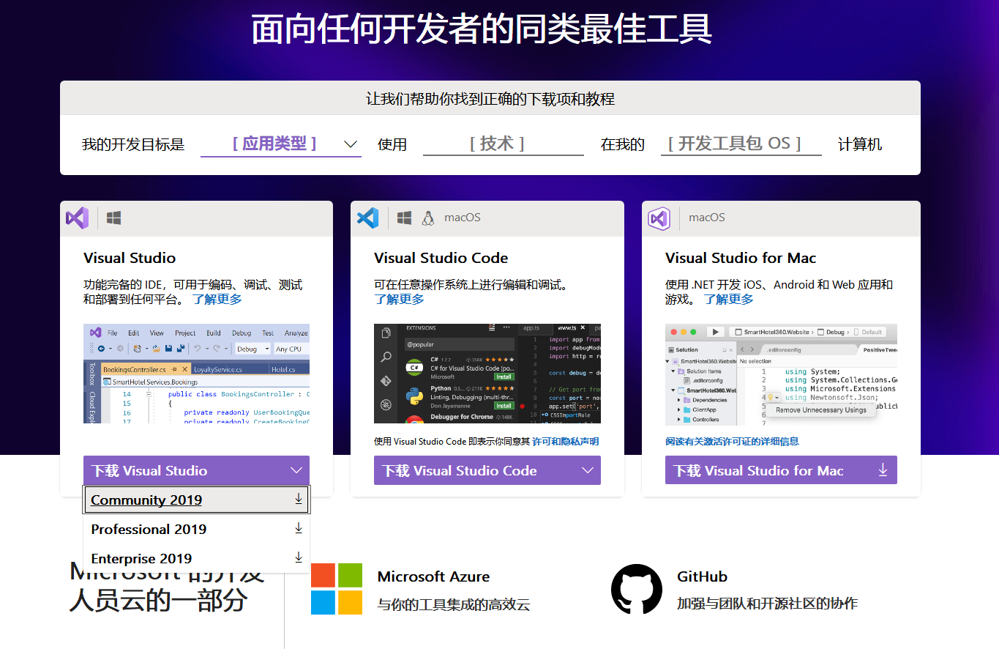 面向任何开发者的同类最佳工具
让我们帮助你找到正确的下载项和教程
我的开发目标是 [ 应用类型 ] 使用 [ 技术 ] 在我的 [ 开发工具包 OS ] 计算机
Visual Studio
功能完备的 IDE，可用于编码、调试、测试
和部署到任何平台。 了解更多
File Edit View Project Build Debug Test Analyze
Debug Any CPU
Toolbox
Cloud Explo
BookingsController.cs LoyaltyService.cs Hotel.cs
SmartHotel.Services.Bookings
14 public class BookingsController : C
15 {
16 private readonly UserBookingQue
17 private readonly CreateBookingC
下载 Visual Studio
Community 2019
Professional 2019
Enterprise 2019
macOS
Visual Studio Code
可在任意操作系统上进行编辑和调试。
了解更多
EXTENSIONS
@popular
C# 1.2.2 356K
C# for Visual Studio Code (po...
Microsoft Install
Python 0.3... 211K
Linting, Debugging (multi-thr...
Don Jayamanne Install
Debugger for Chrome 148K
app.ts www.ts
1 import app from
2 import debugModu
3 import http = re
4
5 const debug = de
6
7 // Get port from
8 const port = nor
9 app.set('port',
10 CSSImportRule
使用 Visual Studio Code 即表示你同意其 许可和隐私声明
下载 Visual Studio Code
macOS
Visual Studio for Mac
使用 .NET 开发 iOS、Android 和 Web 应用和
游戏。 了解更多
SmartHotel360.Website Debug Default
Solution
SmartHotel360.Website
Solution Items
.editorconfig
SmartHotel360.Web
Dependencies
ClientApp
Controllers
.editorconfig PositiveTwee
No selection
1 using System;
2 using System.Collections.Ge
3 using Microsoft.Extensions
4 using Newtonsoft.Json;
5
Remove Unnecessary Usings
6
7
阅读有关激活许可证的详细信息
下载 Visual Studio for Mac
Microsoft 的开发
人员云的一部分
Microsoft Azure
与你的工具集成的高效云
GitHub
加强与团队和开源社区的协作